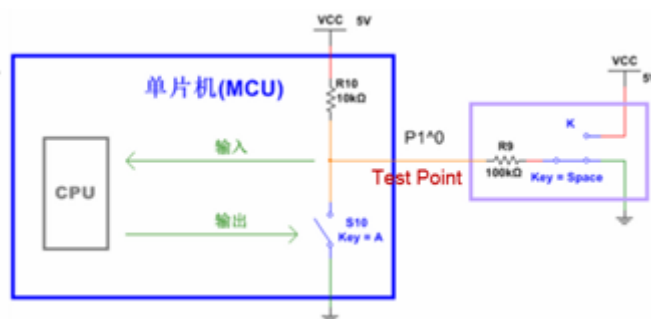 VCC 5V
单片机(MCU)
R10
10kΩ
VCC
5V
K
输入
P1^0
R9
CPU
Test Point
100kΩ
Key = Space
输出
S10
Key = A